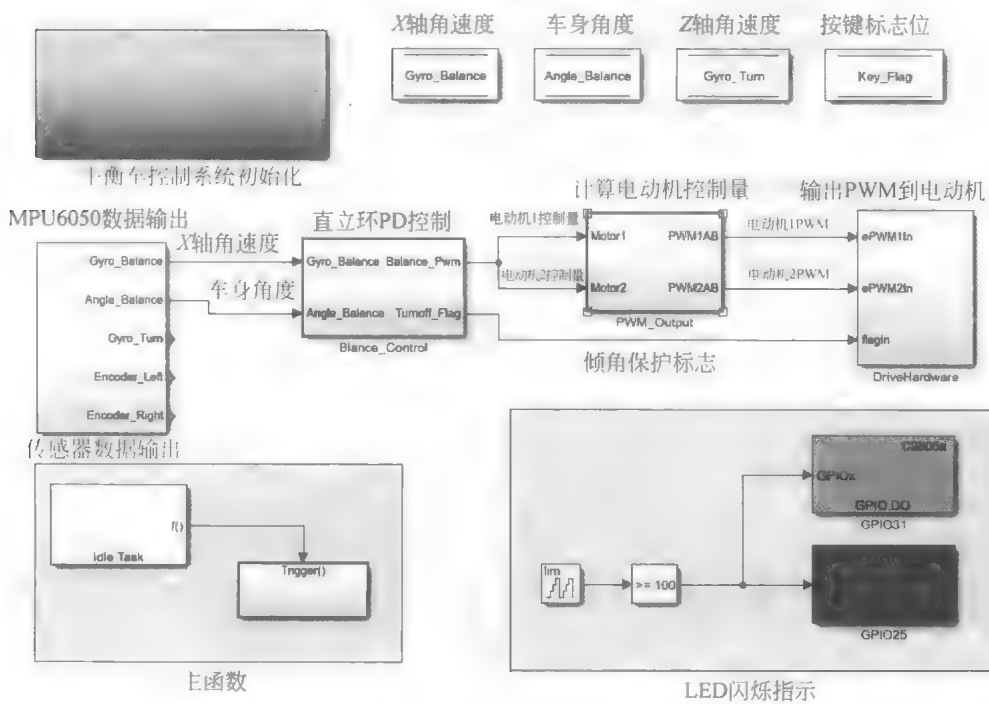 X轴角速度
车身角度
Z轴角速度
按键标志位
Gyro_Balance
Angle_Balance
Gyro_Turn
Key_Flag
平衡车控制系统初始化
MPU6050数据输出
Gyro_Balance
Angle_Balance
Gyro_Turn
Encoder_Left
Encoder_Right
传感器数据输出
X轴角速度
车身角度
直立环PD控制
Gyro_Balance
Balance_Pwm
Angle_Balance
Turnoff_Flag
Blance_Control
电动机1控制量
电动机2控制量
计算电动机控制量
Motor1
PWM1AB
Motor2
PWM2AB
PWM_Output
电动机1PWM
电动机2PWM
倾角保护标志
输出PWM到电动机
ePWM1In
ePWM2In
flagIn
DriveHardware
f()
Idle Task
Trigger()
主函数
lim
>= 100
GPIOx
GPIO DO
GPIO31
GPIO25
LED闪烁指示